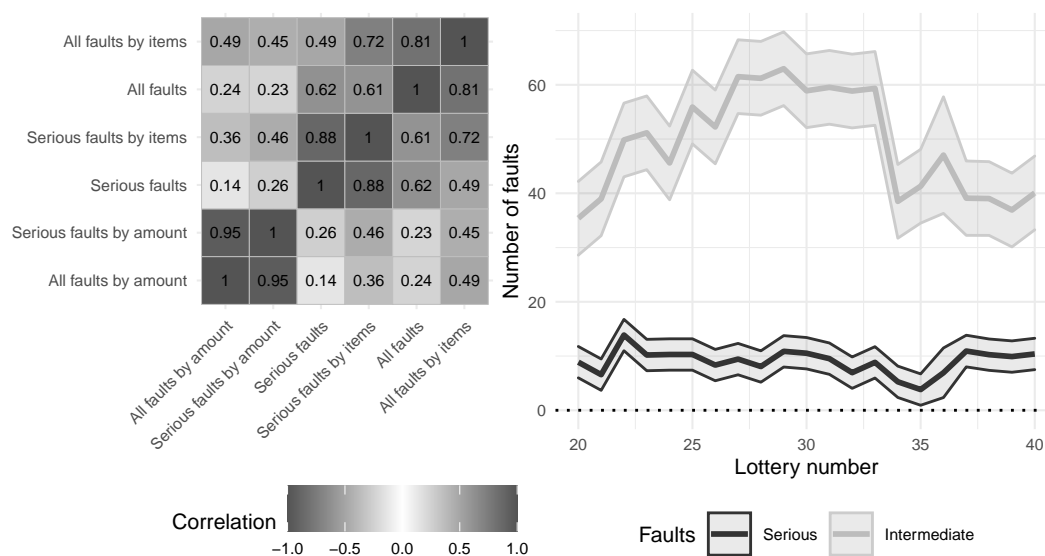 All faults by items 0.49 0.45 0.49 0.72 0.81 1
All faults 0.24 0.23 0.62 0.61 1 0.81
Serious faults by items 0.36 0.46 0.88 1 0.61 0.72
Serious faults 0.14 0.26 1 0.88 0.62 0.49
Serious faults by amount 0.95 1 0.26 0.46 0.23 0.45
All faults by amount 1 0.95 0.14 0.36 0.24 0.49
All faults by amount
Serious faults by amount
Serious faults
Serious faults by items
All faults
All faults by items
Correlation
−1.0 −0.5 0.0 0.5 1.0
Number of faults
60
40
20
0
20 25 30 35 40
Lottery number
Faults Serious Intermediate